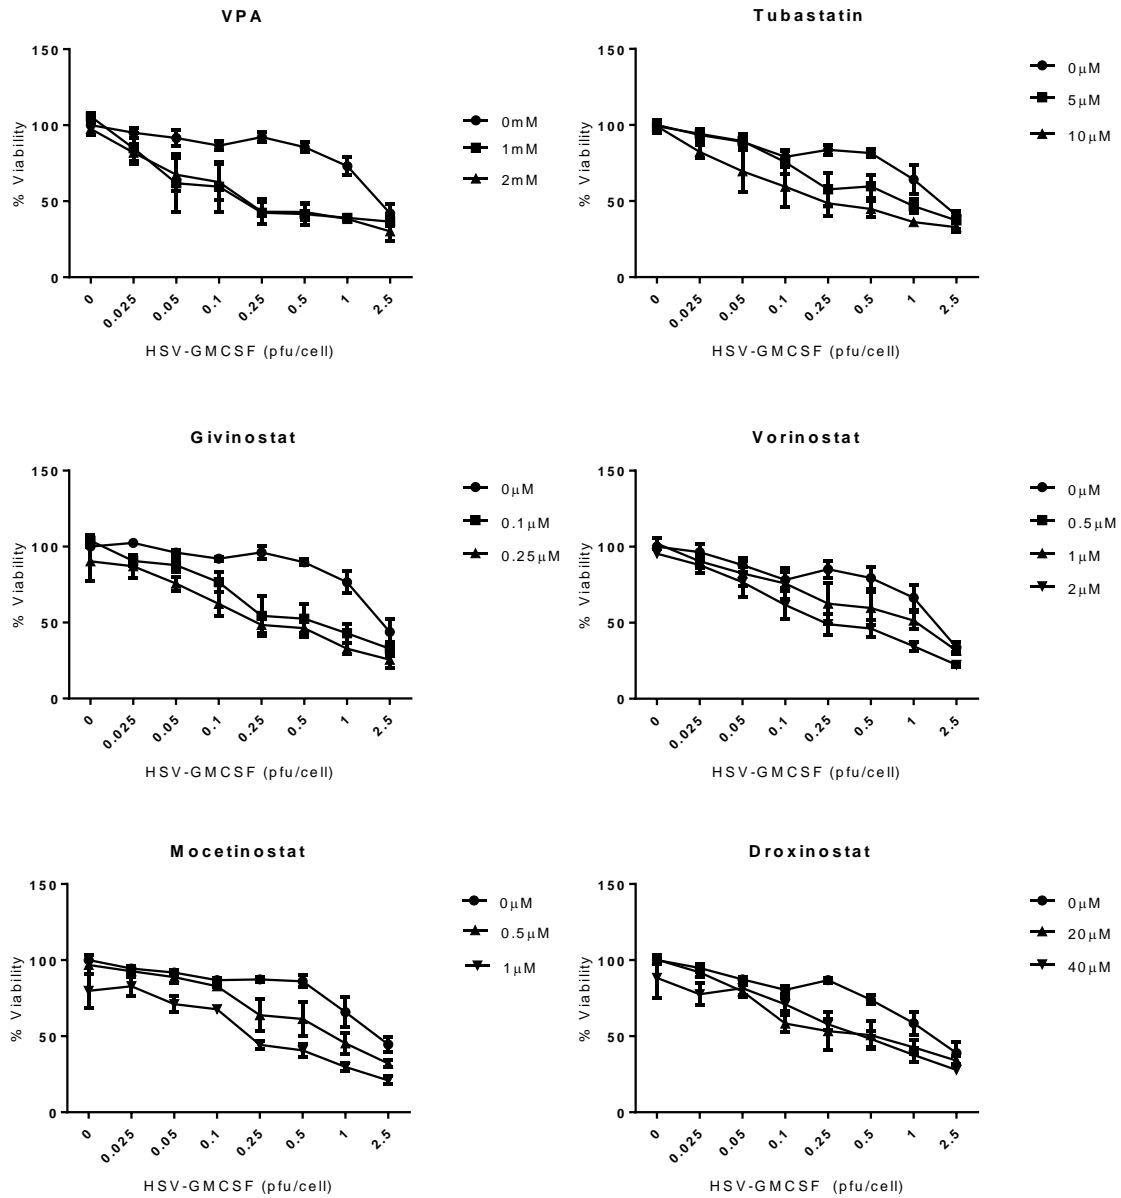 VPA
150
100
50
0
% Viability
0
0.025
0.05
0.1
0.25
0.5
1
2.5
HSV-GMCSF (pfu/cell)
0mM
1mM
2mM
Tubastatin
150
100
50
0
% Viability
0
0.025
0.05
0.1
0.25
0.5
1
2.5
HSV-GMCSF (pfu/cell)
0μM
5μM
10μM
Givinostat
150
100
50
0
% Viability
0
0.025
0.05
0.1
0.25
0.5
1
2.5
HSV-GMCSF (pfu/cell)
0μM
0.1μM
0.25μM
Vorinostat
150
100
50
0
% Viability
0
0.025
0.05
0.1
0.25
0.5
1
2.5
HSV-GMCSF (pfu/cell)
0μM
0.5μM
1μM
2μM
Mocetinostat
150
100
50
0
% Viability
0
0.025
0.05
0.1
0.25
0.5
1
2.5
HSV-GMCSF (pfu/cell)
0μM
0.5μM
1μM
Droxinostat
150
100
50
0
% Viability
0
0.025
0.05
0.1
0.25
0.5
1
2.5
HSV-GMCSF (pfu/cell)
0μM
20μM
40μM